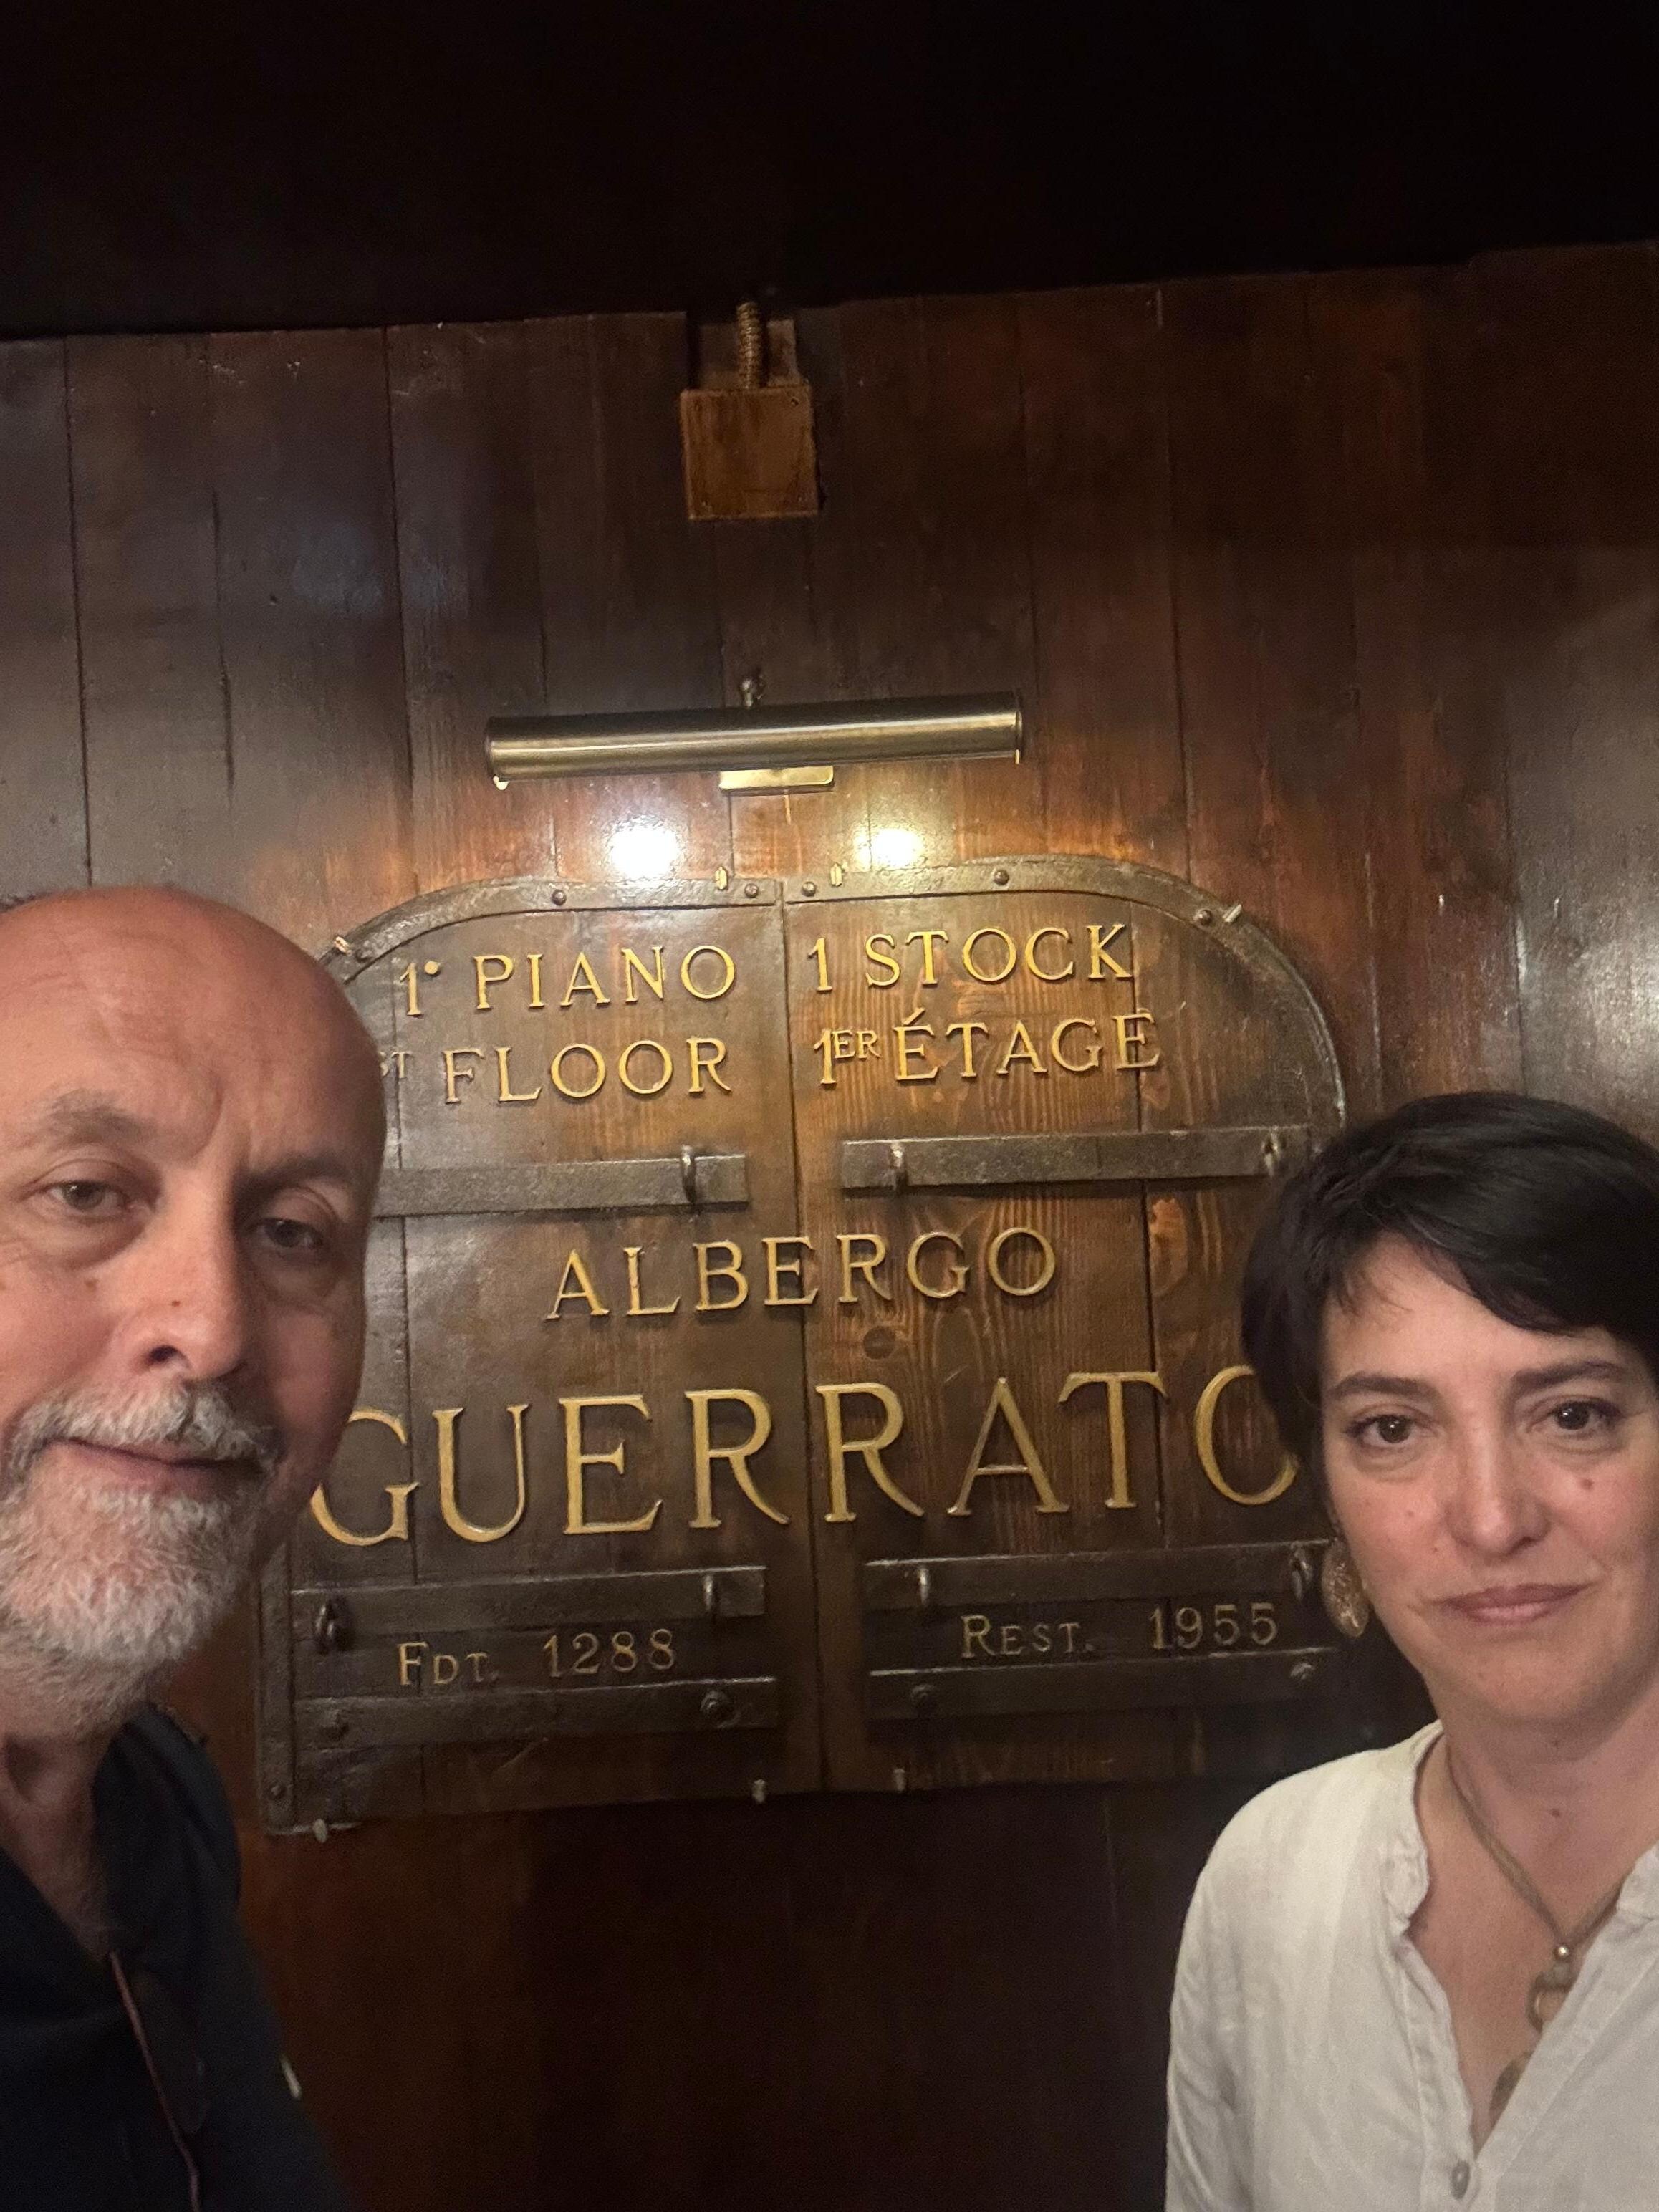 1° PIANO
FLOOR
1 STOCK
1ER ÉTAGE
ALBERGO
GUERRATO
FDT. 1288
REST. 1955